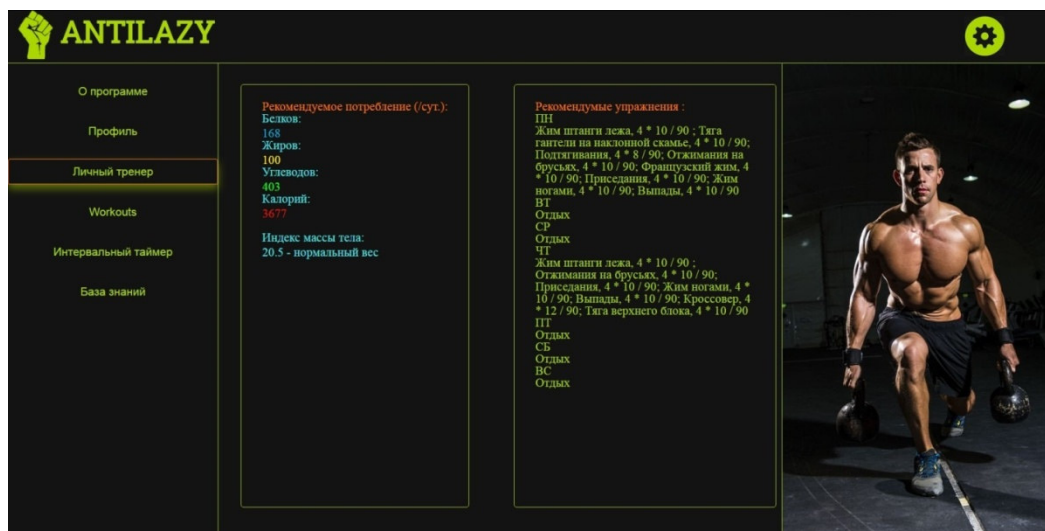 ANTILAZY
О программе
Профиль
Личный тренер
Workouts
Интервальный таймер
База знаний
Рекомендуемое потребление (/сут.):
Белков:
168
Жиров:
100
Углеводов:
403
Калорий:
3677
Индекс массы тела:
20.5 - нормальный вес
Рекомендумые упражнения :
ПН
Жим штанги лежа, 4 * 10 / 90 ; Тяга
гантели на наклонной скамье, 4 * 10 / 90;
Подтягивания, 4 * 8 / 90; Отжимания на
брусьях, 4 * 10 / 90; Французский жим, 4
* 10 / 90; Приседания, 4 * 10 / 90; Жим
ногами, 4 * 10 / 90; Выпады, 4 * 10 / 90
ВТ
Отдых
СР
Отдых
ЧТ
Жим штанги лежа, 4 * 10 / 90 ;
Отжимания на брусьях, 4 * 10 / 90;
Приседания, 4 * 10 / 90; Жим ногами, 4 *
10 / 90; Выпады, 4 * 10 / 90; Кроссовер, 4
* 12 / 90; Тяга верхнего блока, 4 * 10 / 90
ПТ
Отдых
СБ
Отдых
ВС
Отдых